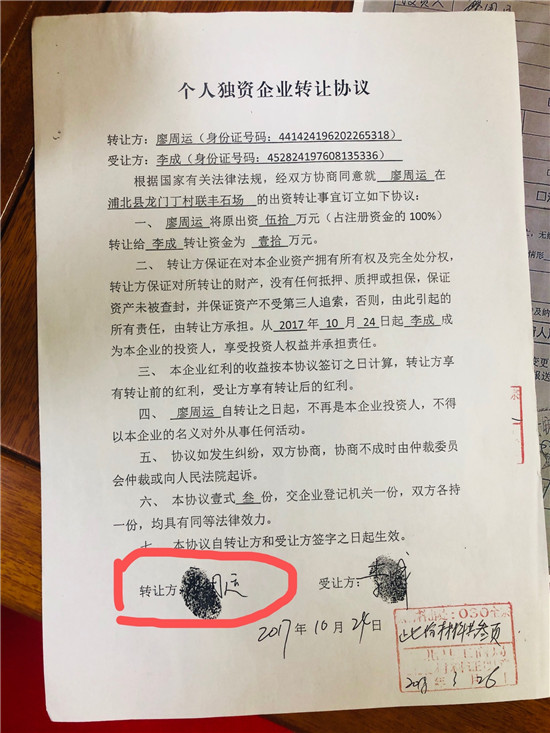 个人独资企业转让协议
转让方：廖周运（身份证号码：441424196202265318）
受让方：李成（身份证号码：452824197608135336）
根据国家有关法律法规，经双方协商同意就 廖周运 在
浦北县龙门丁村联丰石场 的出资转让事宜订立如下协议：
一、 廖周运 将原出资 伍拾 万元（占注册资金的 100%）
转让给 李成 转让资金为 壹拾 万元。
二、 转让方保证在对本企业资产拥有所有权及完全处分权，
转让方保证对所转让的财产，没有任何抵押、质押或担保，保证
资产未被查封，并保证资产不受第三人追索，否则，由此引起的
所有责任，由转让方承担。从 2017 年 10 月 24 日起 李成 成
为本企业的投资人，享受投资人权益并承担责任。
三、 本企业红利的收益按本协议签订之日计算，转让方享
有转让前的红利，受让方享有转让后的红利。
四、 廖周运 自转让之日起，不再是本企业投资人，不得
以本企业的名义对外从事任何活动。
五、 协议如发生纠纷，双方协商，协商不成时由仲裁委员
会仲裁或向人民法院起诉。
六、 本协议壹式 叁 份，交企业登记机关一份，双方各持
一份，均具有同等法律效力。
七、 本协议自转让方和受让方签字之日起生效。
转让方： 周运 受让方：李
2017 年 10 月 24 日
此份材料共叁页
26